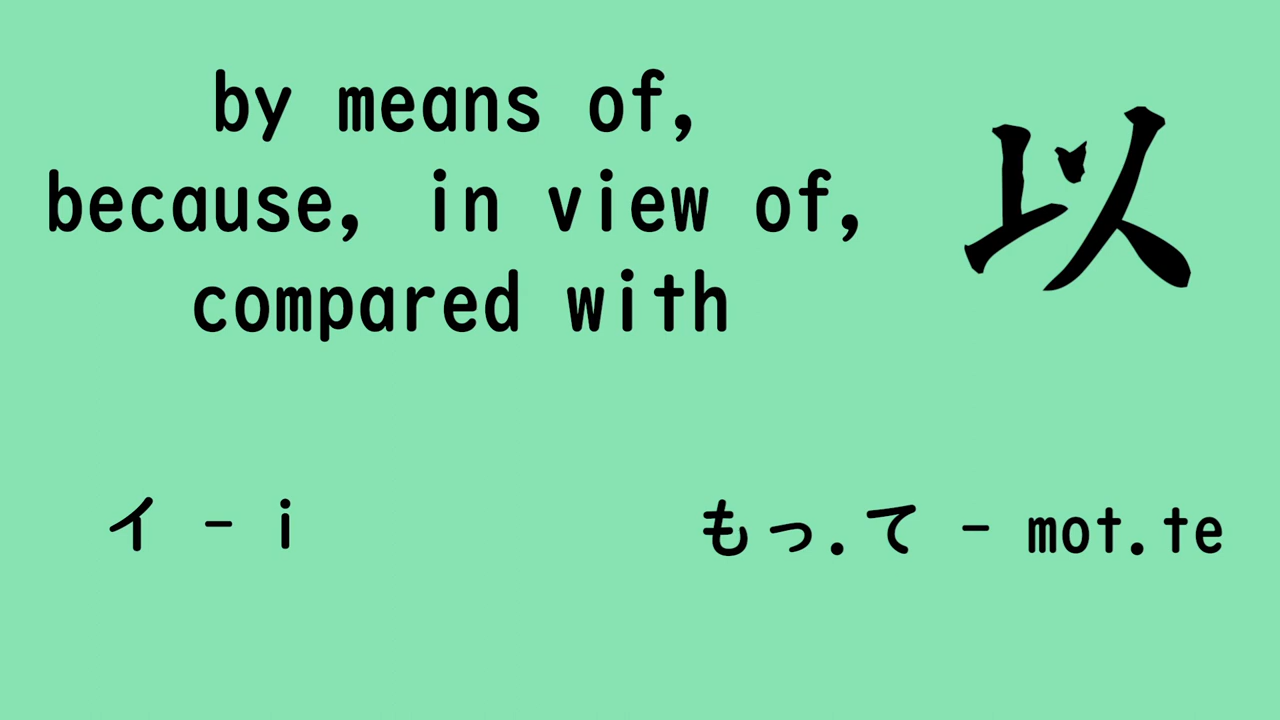 by means of,
because, in view of,
compared with
以
イ - i
もっ.て - mot.te